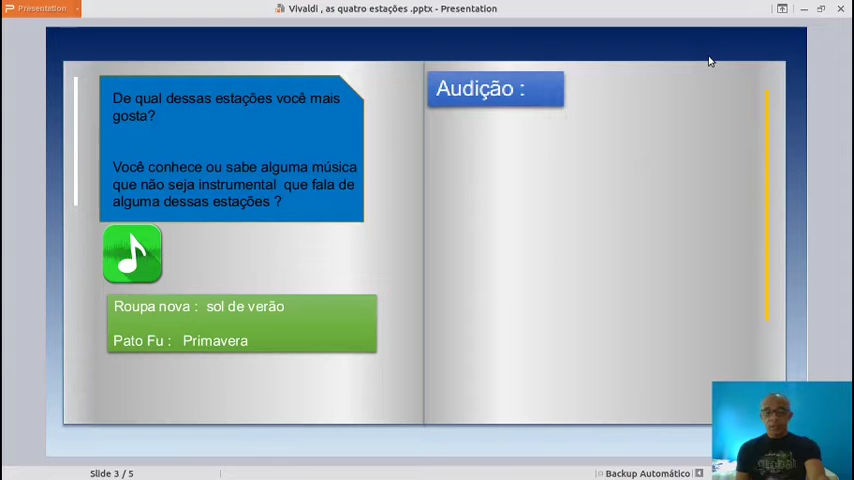 Presentation
Vivaldi , as quatro estações .pptx - Presentation
De qual dessas estações você mais
gosta?
Você conhece ou sabe alguma música
que não seja instrumental que fala de
alguma dessas estações ?
Roupa nova : sol de verão
Pato Fu : Primavera
Audição :
Slide 3 / 5
Backup Automático